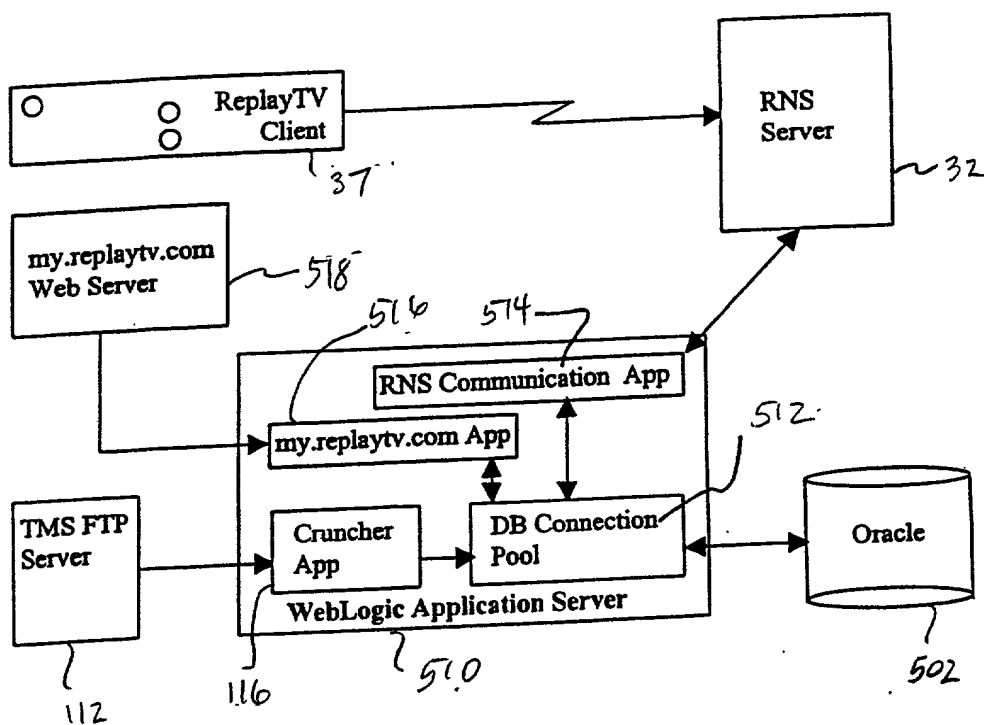 ReplayTV
Client
37
RNS
Server
32
my.replaytv.com
Web Server
518
516
514
RNS Communication App
my.replaytv.com App
512
TMS FTP
Server
Cruncher
App
DB Connection
Pool
Oracle
WebLogic Application Server
112
116
510
502